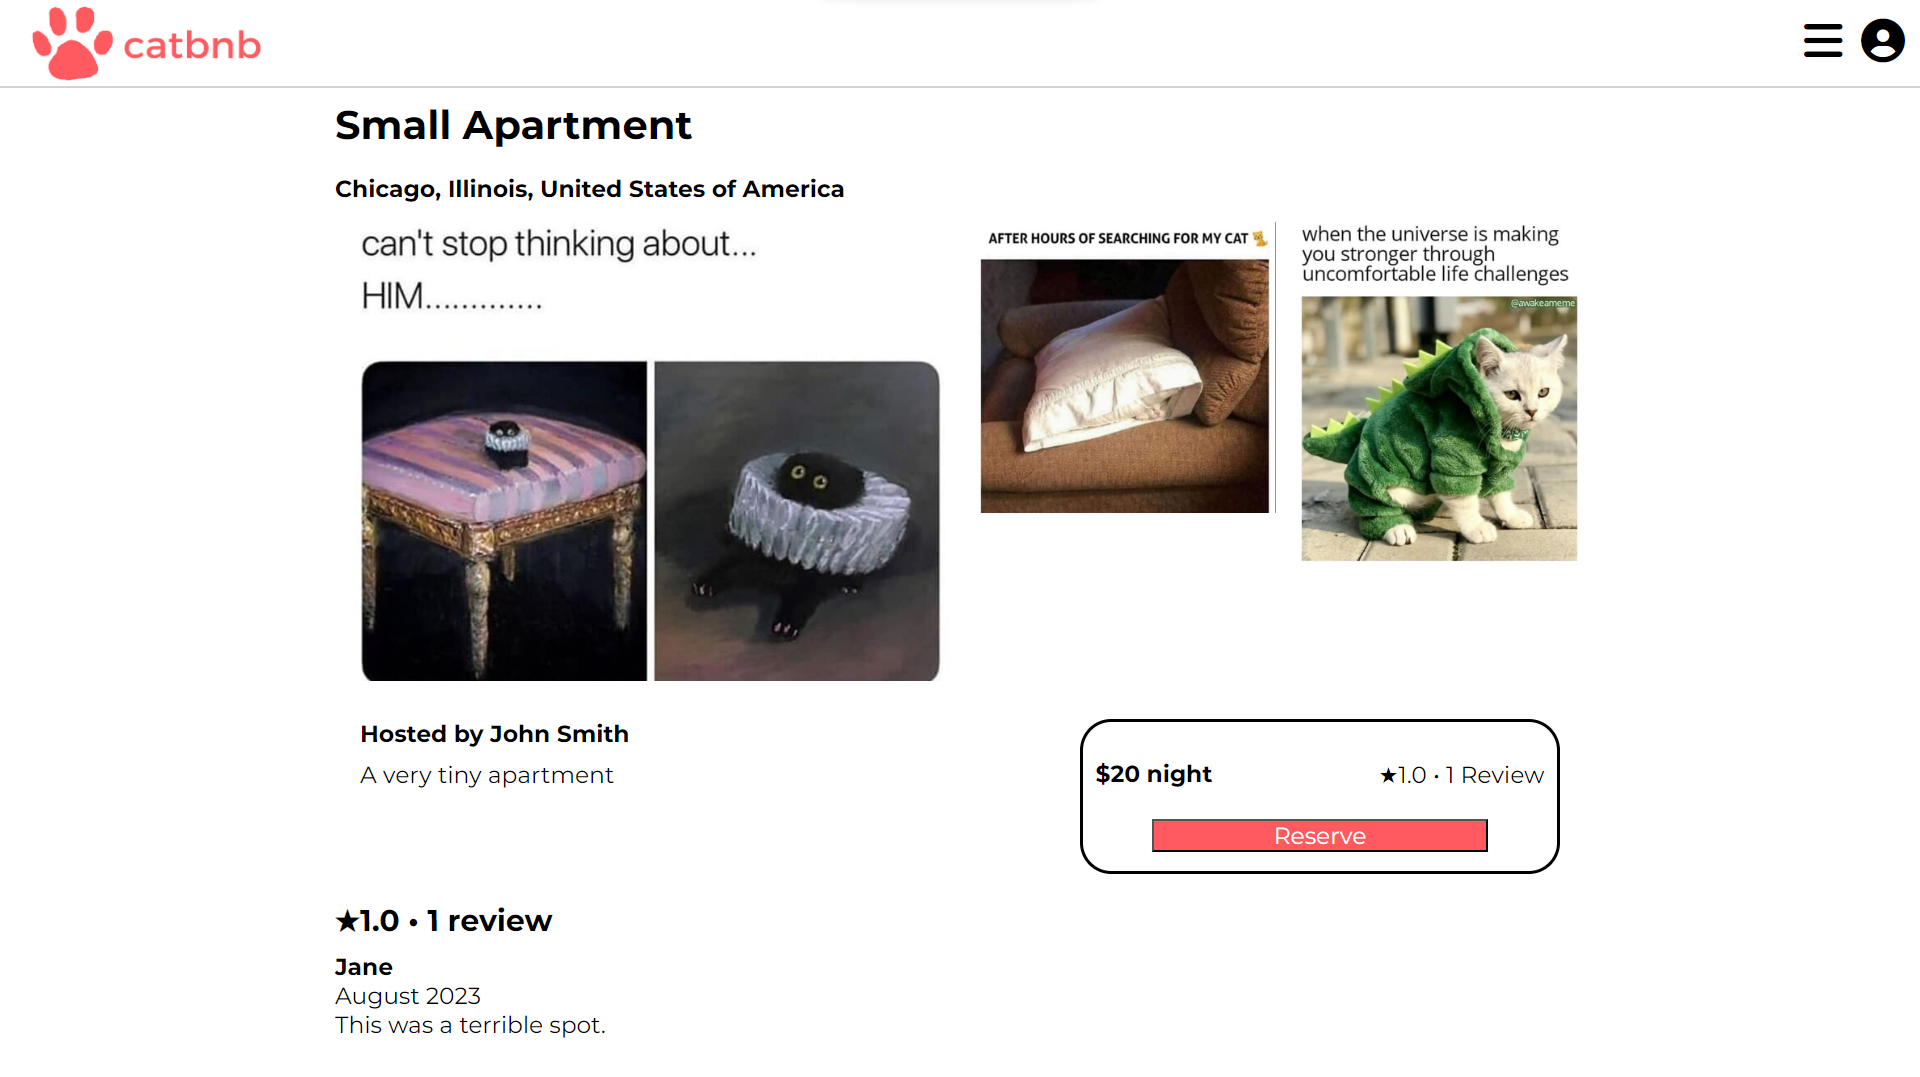 catbnb
Small Apartment
Chicago, Illinois, United States of America
can't stop thinking about...
HIM.............
AFTER HOURS OF SEARCHING FOR MY CAT
when the universe is making
you stronger through
uncomfortable life challenges
@awakeameme
Hosted by John Smith
A very tiny apartment
$20 night
★1.0 • 1 Review
Reserve
★1.0 • 1 review
Jane
August 2023
This was a terrible spot.